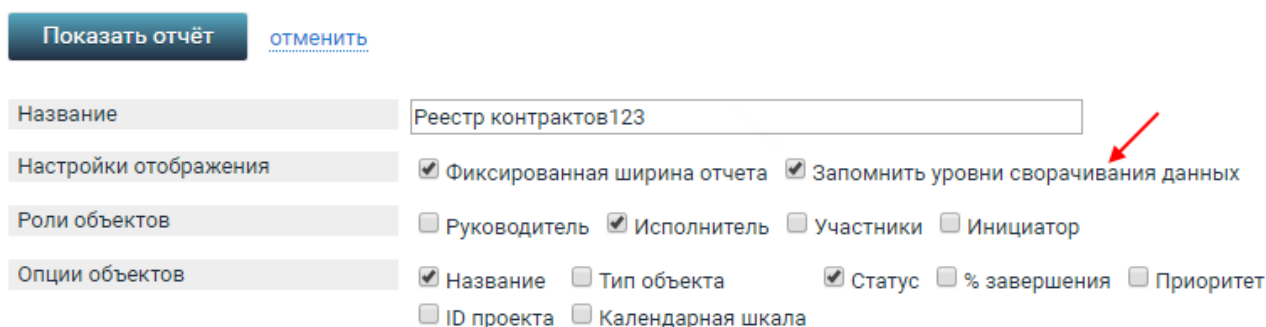 Показать отчёт отменить
Название Реестр контрактов123
Настройки отображения Фиксированная ширина отчета Запомнить уровни сворачивания данных
Роли объектов Руководитель Исполнитель Участники Инициатор
Опции объектов Название Тип объекта Статус % завершения Приоритет
ID проекта Календарная шкала